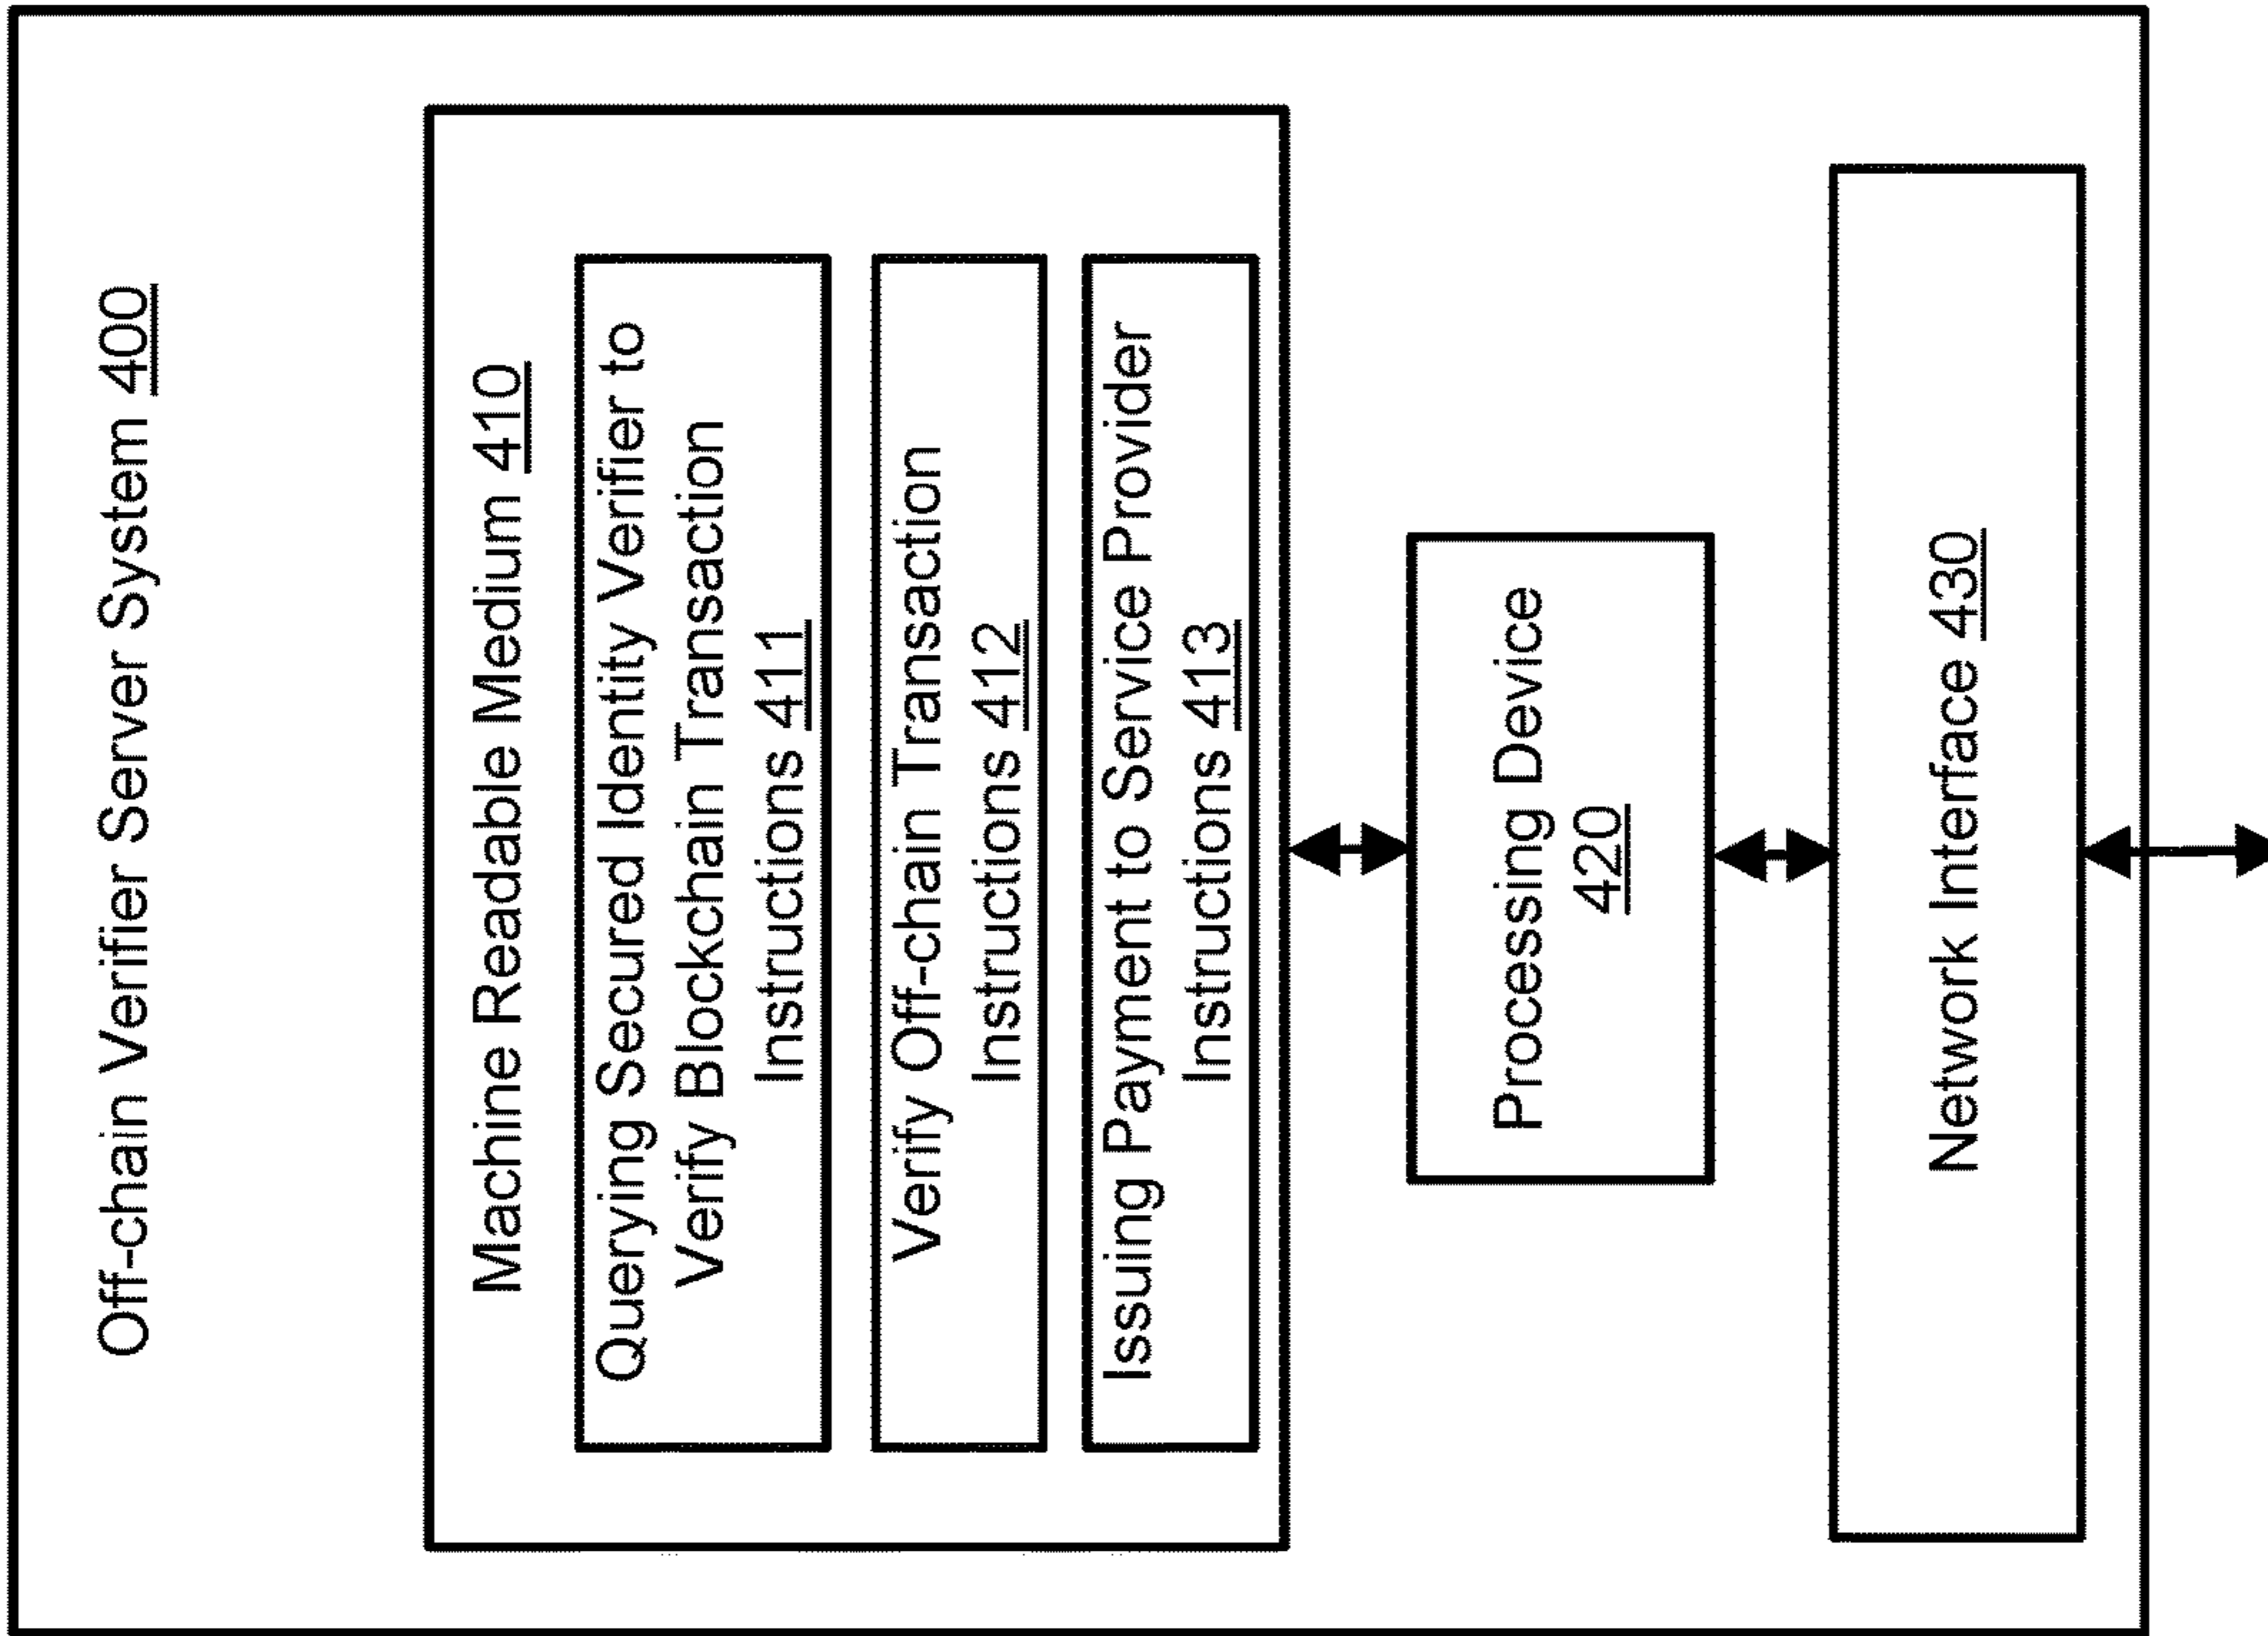 Off-chain Verifier Server System 400
Machine Readable Medium 410
Querying Secured Identity Verifier to
Verify Blockchain Transaction
Instructions 411
Verify Off-chain Transaction
Instructions 412
Issuing Payment to Service Provider
Instructions 413
Processing Device
420
Network Interface 430